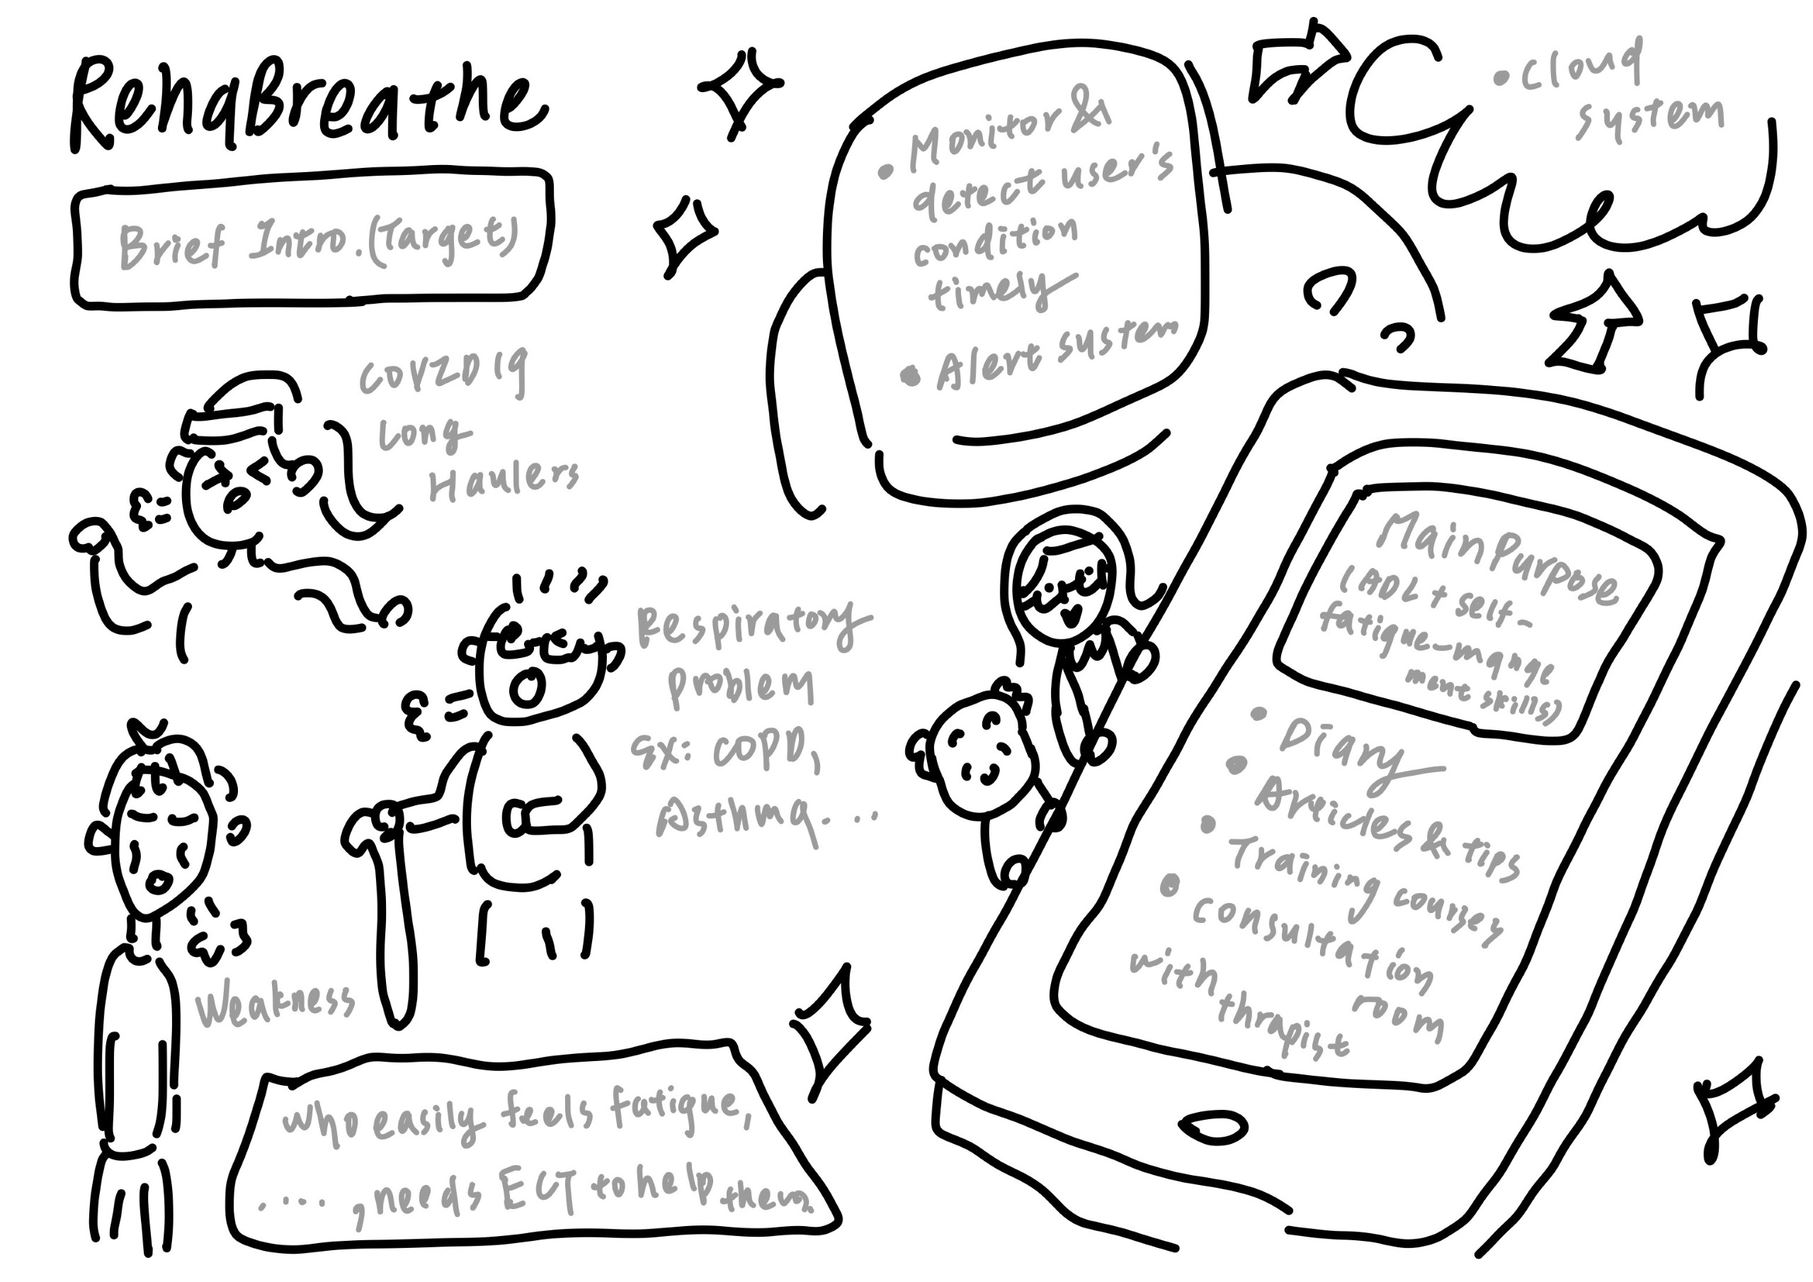 RehaBreathe
Brief Intro. (Target)
COVID19
Long
Haulers
Respiratory
problem
Ex: COPD,
Asthma...
Weakness
Who easily feels fatigue,
...., needs ECT to help them.
• Monitor &
detect user's
condition
timely
• Alert system
• Cloud
system
Main Purpose
(ADL + self-
fatigue-manage
ment skills)
• Diary
• Articles & tips
• Training courses
• Consultation
room
with
thrapist